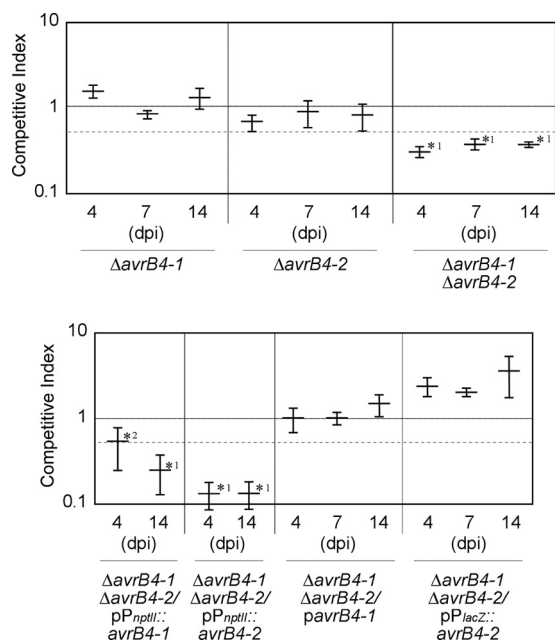 10
Competitive Index
1
0.1
*1 *1 *1
4 7 14 4 7 14 4 7 14
(dpi) (dpi) (dpi)
ΔavrB4-1 ΔavrB4-2 ΔavrB4-1
ΔavrB4-2
10
Competitive Index
1
0.1
*2 *1 *1 *1
4 14 4 14 4 7 14 4 7 14
(dpi) (dpi) (dpi) (dpi)
ΔavrB4-1 ΔavrB4-1 ΔavrB4-1 ΔavrB4-1
ΔavrB4-2/ ΔavrB4-2/ ΔavrB4-2/ ΔavrB4-2/
pPnptII:: pPnptII:: pavrB4-1 pPlacZ::
avrB4-1 avrB4-2 avrB4-2